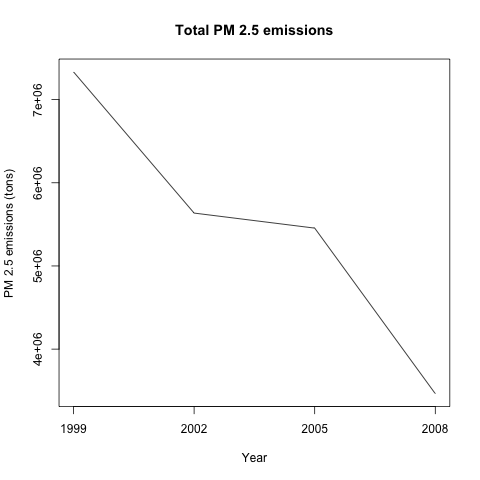 Total PM 2.5 emissions
PM 2.5 emissions (tons)
7e+06
6e+06
5e+06
4e+06
1999 2002 2005 2008
Year